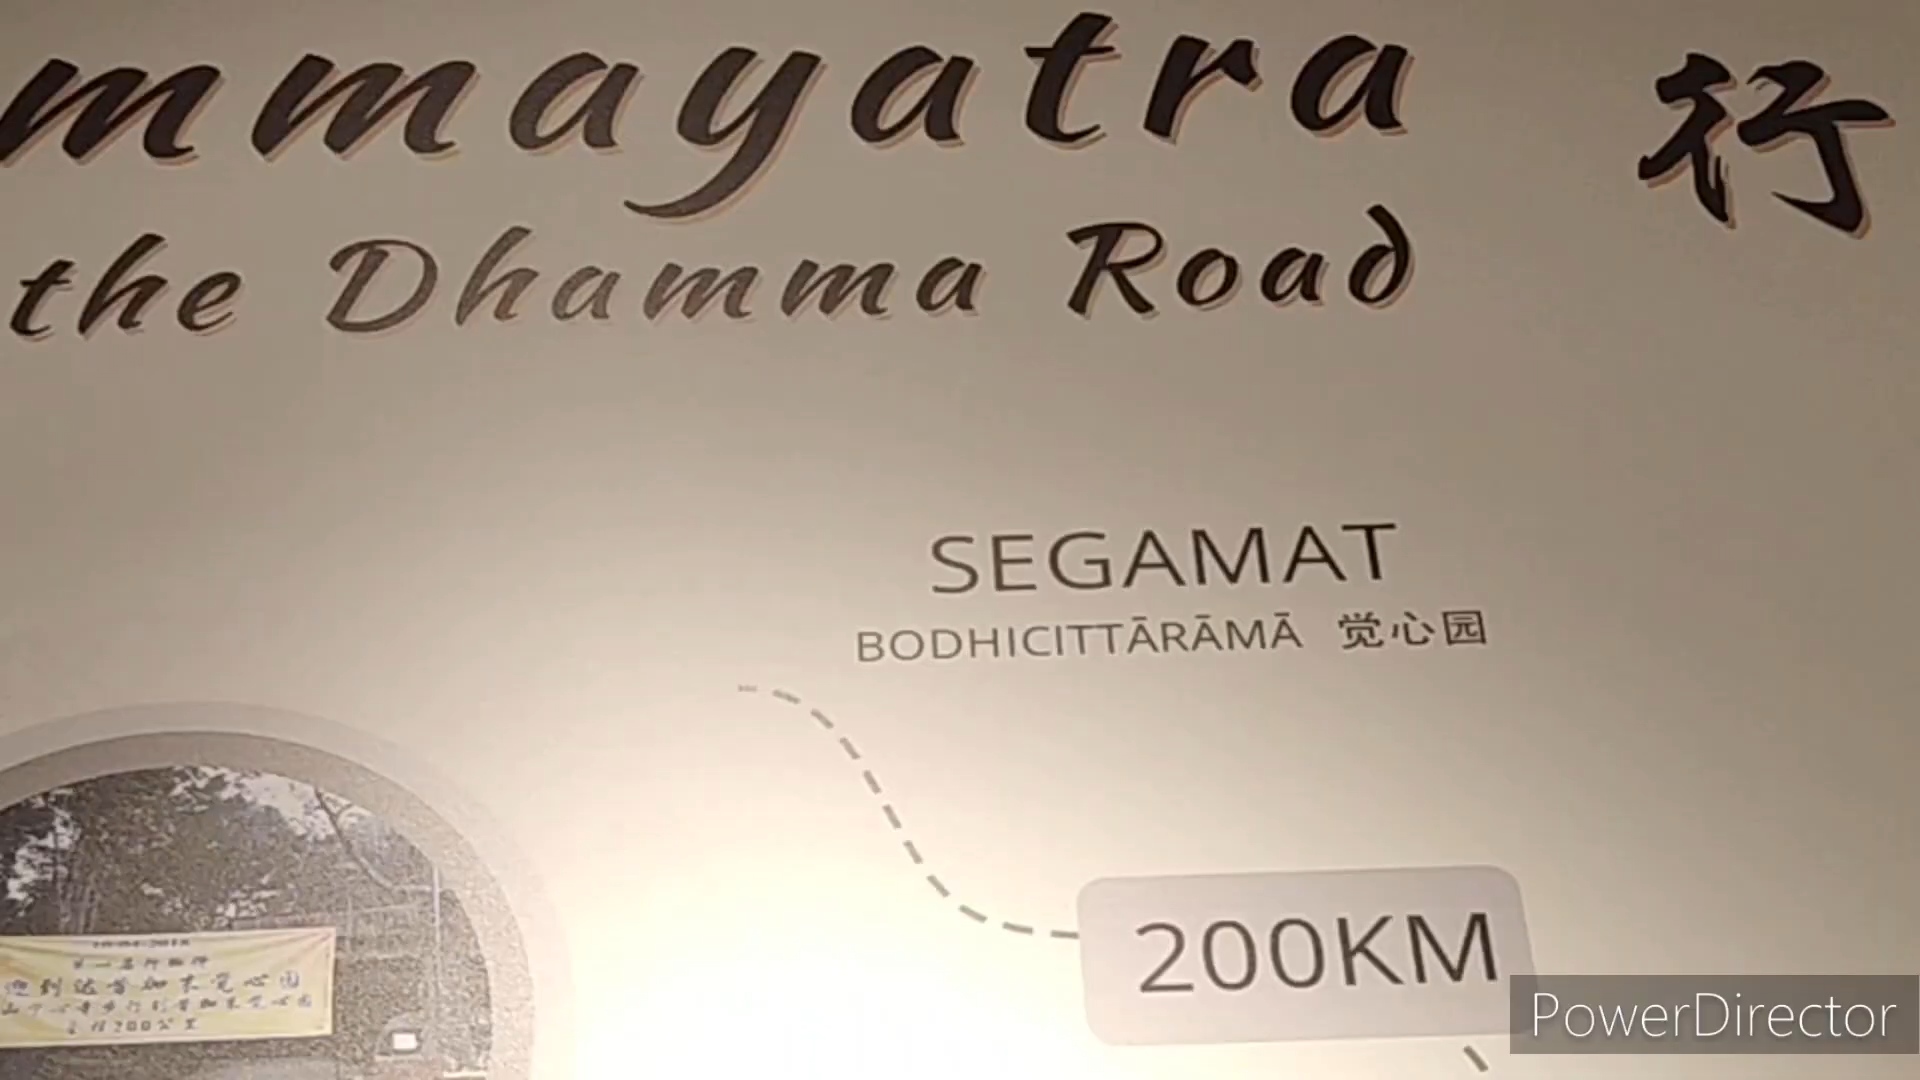 mmayatra 行
the Dhamma Road
SEGAMAT
BODHICITTĀRĀMĀ 觉心园
200KM
PowerDirector